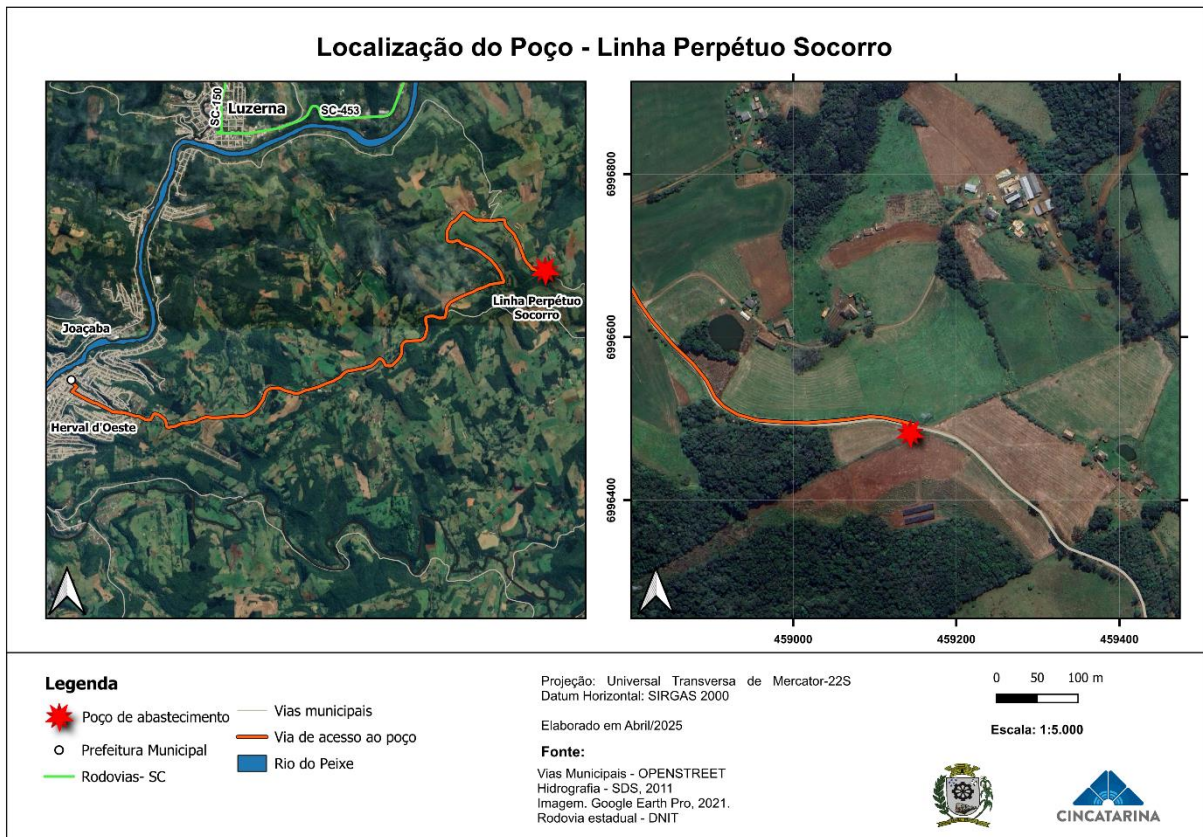 Localização do Poço - Linha Perpétuo Socorro
SC-150
Luzerna
SC-453
Linha Perpétuo
Socorro
Joaçaba
Herval d'Oeste
6996800
6996600
6996400
459000
459200
459400
Legenda
Poço de abastecimento
Prefeitura Municipal
Rodovias- SC
Vias municipais
Via de acesso ao poço
Rio do Peixe
Projeção: Universal Transversa de Mercator-22S
Datum Horizontal: SIRGAS 2000
Elaborado em Abril/2025
Fonte:
Vias Municipais - OPENSTREET
Hidrografia - SDS, 2011
Imagem. Google Earth Pro, 2021.
Rodovia estadual - DNIT
0 50 100 m
Escala: 1:5.000
CINCATARINA